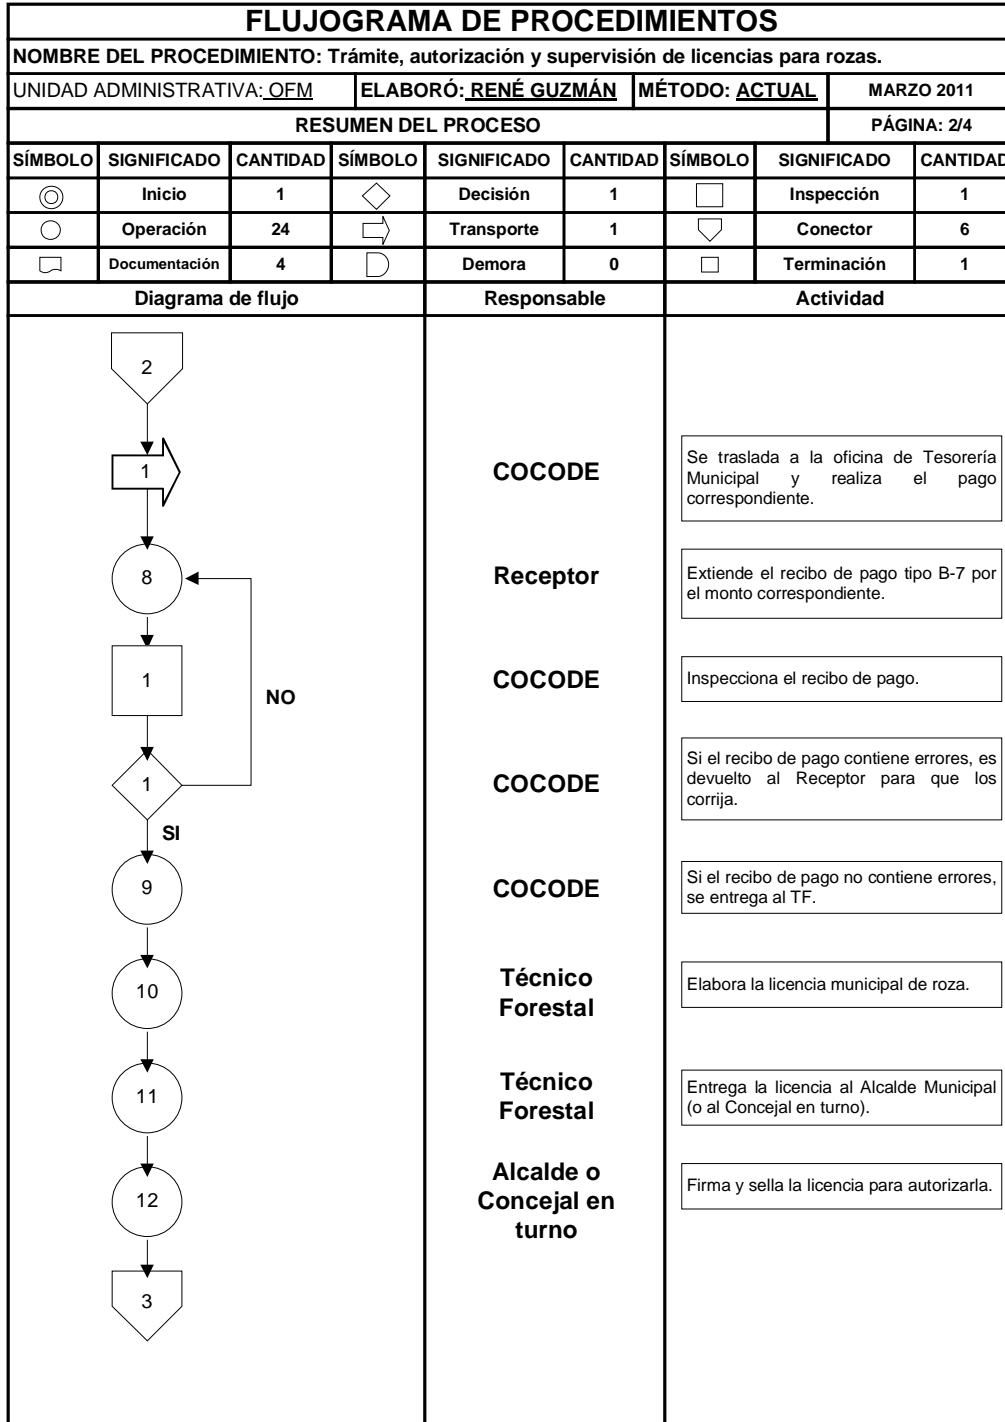 FLUJOGRAMA DE PROCEDIMIENTOS
NOMBRE DEL PROCEDIMIENTO: Trámite, autorización y supervisión de licencias para rozas.
UNIDAD ADMINISTRATIVA: OFM ELABORÓ: RENÉ GUZMÁN MÉTODO: ACTUAL MARZO 2011
RESUMEN DEL PROCESO PÁGINA: 2/4
SÍMBOLO SIGNIFICADO CANTIDAD SÍMBOLO SIGNIFICADO CANTIDAD SÍMBOLO SIGNIFICADO CANTIDAD
Inicio 1 Decisión 1 Inspección 1
Operación 24 Transporte 1 Conector 6
Documentación 4 Demora 0 Terminación 1
Diagrama de flujo Responsable Actividad
2
1
COCODE
Se traslada a la oficina de Tesorería
Municipal y realiza el pago
correspondiente.
8
Receptor
Extiende el recibo de pago tipo B-7 por
el monto correspondiente.
1
NO
COCODE
Inspecciona el recibo de pago.
1
COCODE
Si el recibo de pago contiene errores, es
devuelto al Receptor para que los
corrija.
SI
9
COCODE
Si el recibo de pago no contiene errores,
se entrega al TF.
10
Técnico
Forestal
Elabora la licencia municipal de roza.
11
Técnico
Forestal
Entrega la licencia al Alcalde Municipal
(o al Concejal en turno).
12
Alcalde o
Concejal en
turno
Firma y sella la licencia para autorizarla.
3